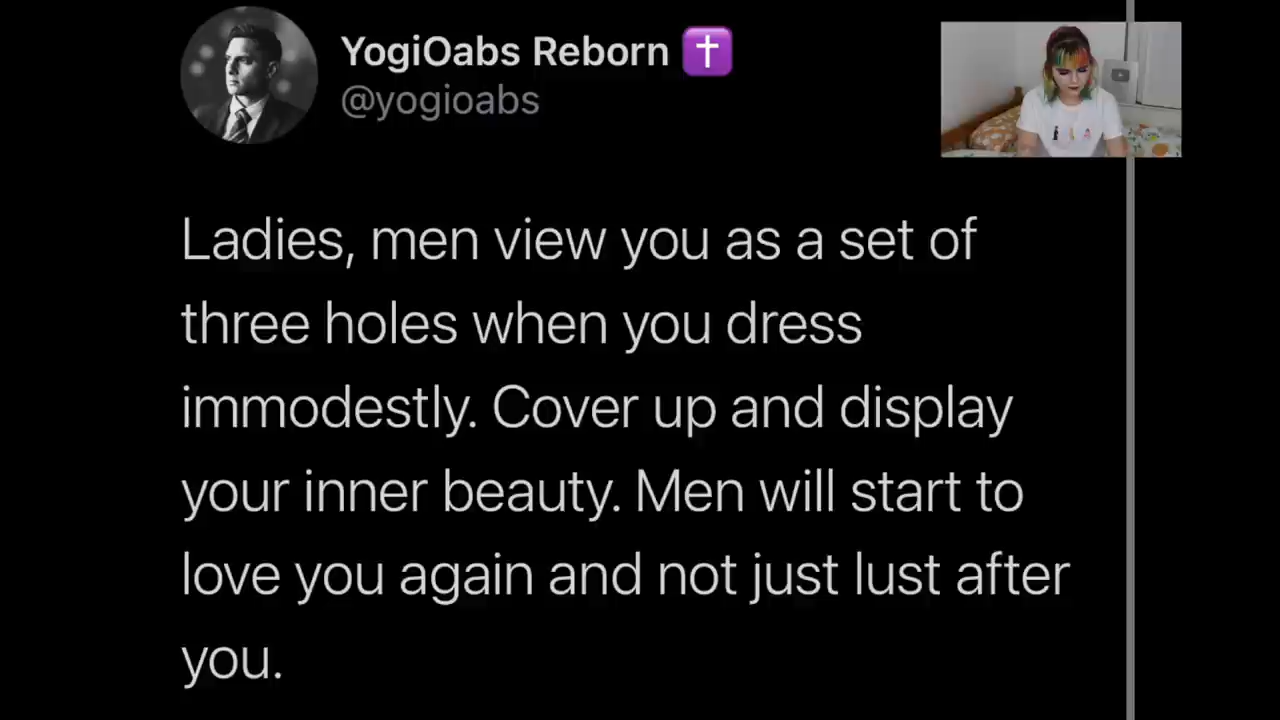 YogiOabs Reborn ✝
@yogioabs
Ladies, men view you as a set of
three holes when you dress
immodestly. Cover up and display
your inner beauty. Men will start to
love you again and not just lust after
you.